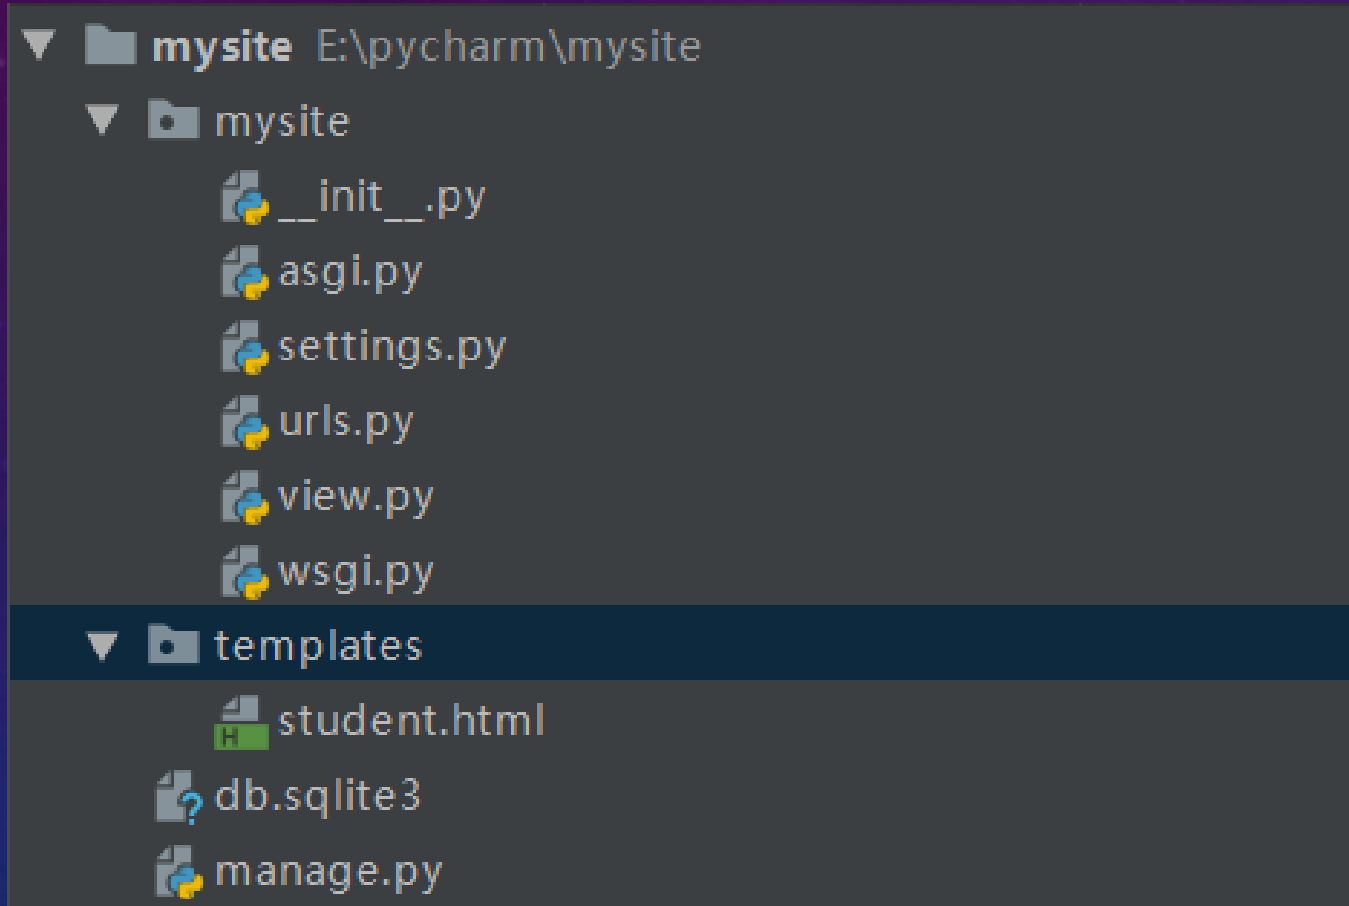 mysite E:\pycharm\mysite
mysite
__init__.py
asgi.py
settings.py
urls.py
view.py
wsgi.py
templates
H student.html
? db.sqlite3
manage.py